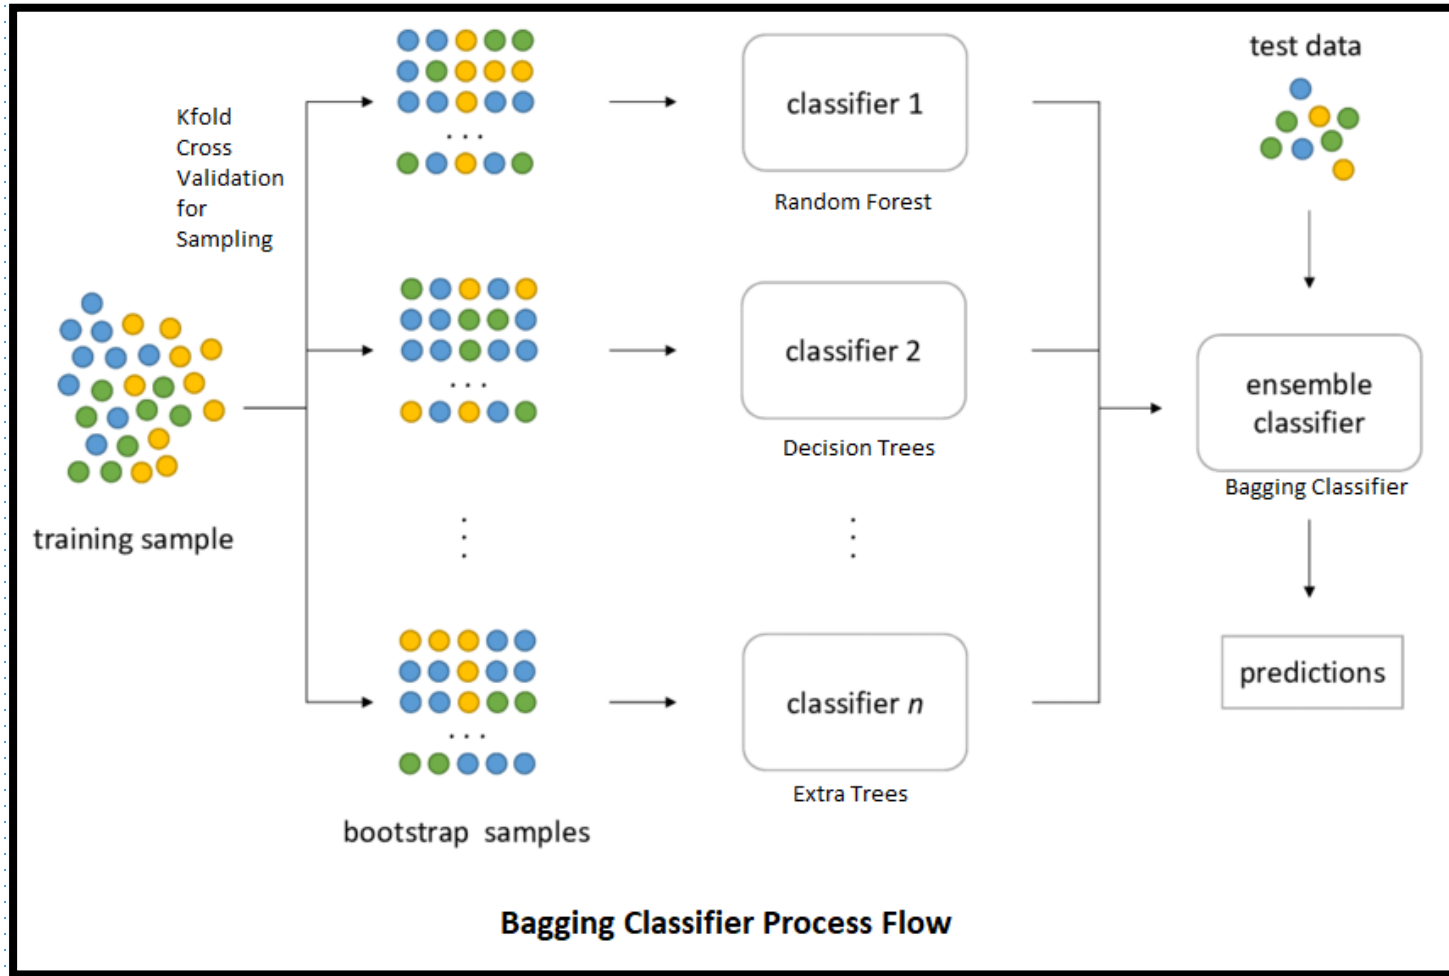 Kfold
Cross
Validation
for
Sampling
training sample
. . .
. . .
. . .
bootstrap samples
classifier 1
Random Forest
classifier 2
Decision Trees
classifier n
Extra Trees
test data
ensemble
classifier
Bagging Classifier
predictions
Bagging Classifier Process Flow